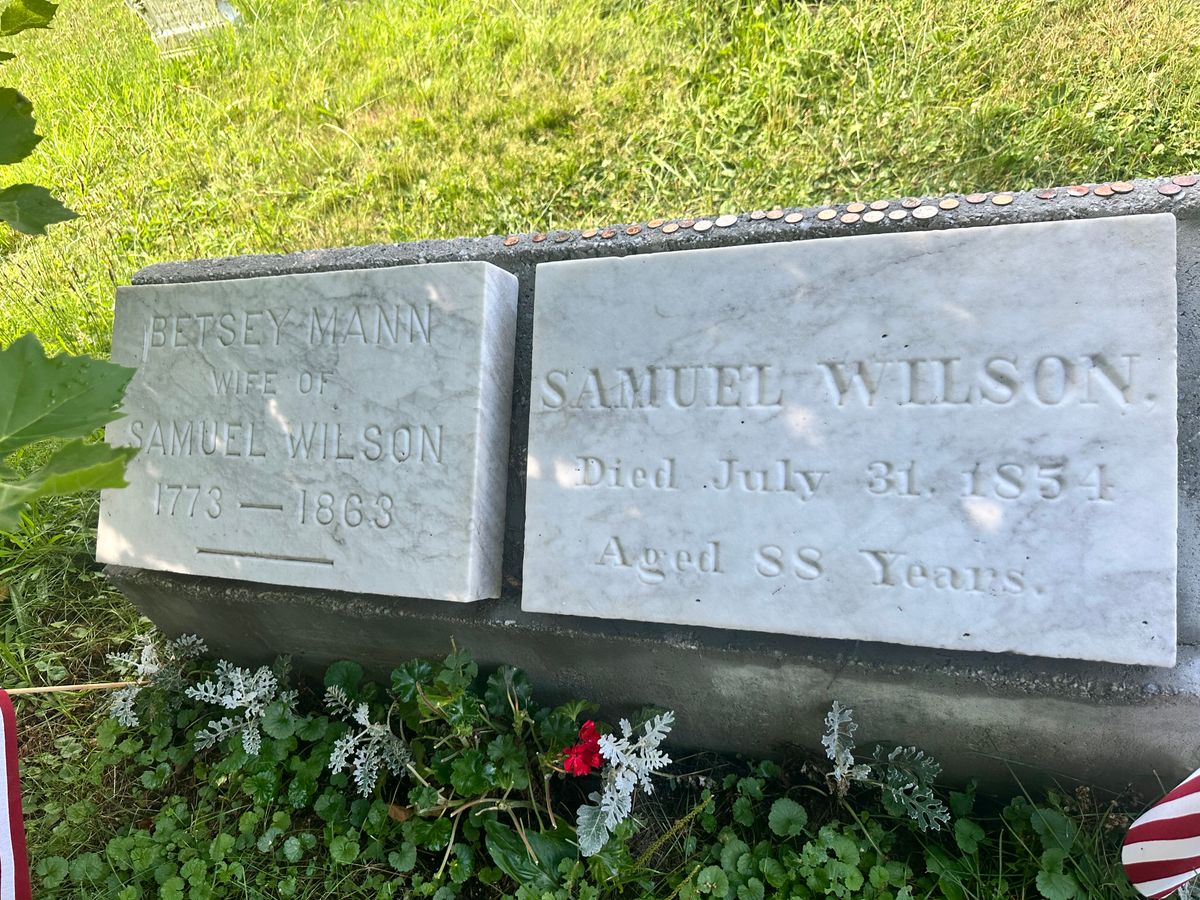 BETSEY MANN
WIFE OF
SAMUEL WILSON
1773 — 1863
SAMUEL WILSON,
Died July 31. 1854
Aged 88 Years.